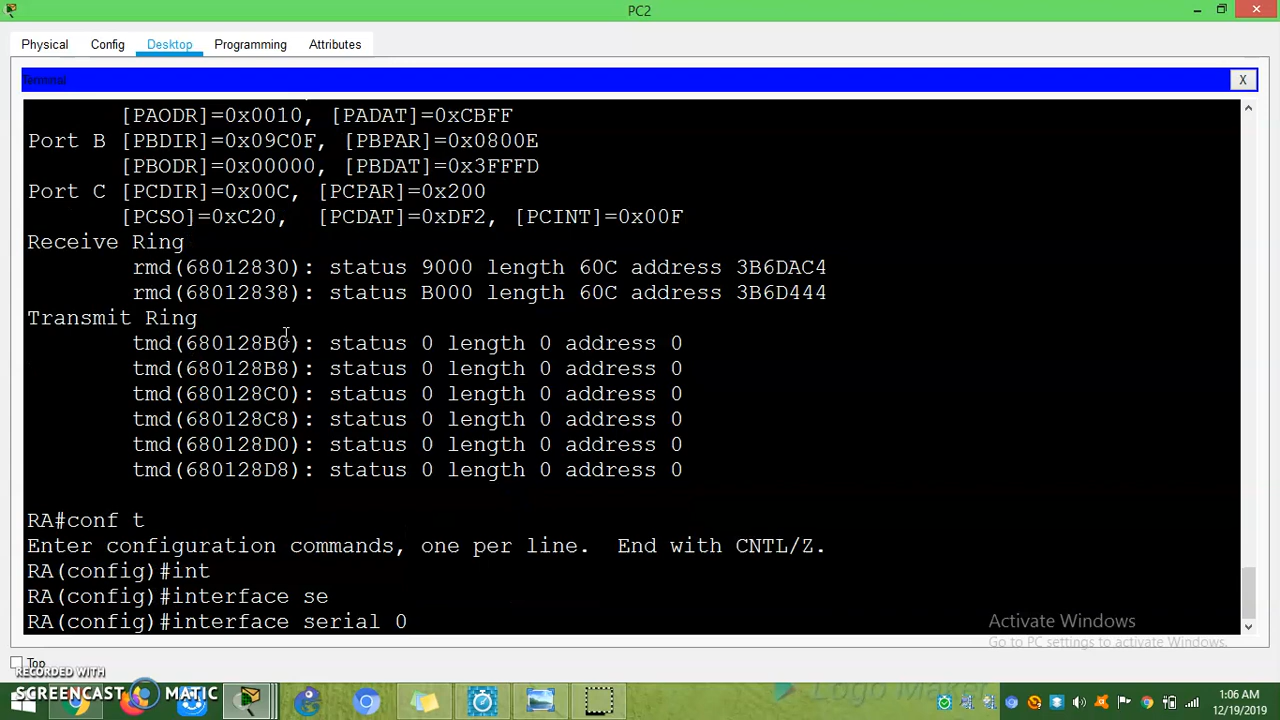 PC2
Physical Config Desktop Programming Attributes
Terminal
X
[PAODR]=0x0010, [PADAT]=0xCBFF
Port B [PBDIR]=0x09C0F, [PBPAR]=0x0800E
[PBODR]=0x00000, [PBDAT]=0x3FFFD
Port C [PCDIR]=0x00C, [PCPAR]=0x200
[PCSO]=0xC20, [PCDAT]=0xDF2, [PCINT]=0x00F
Receive Ring
rmd(68012830): status 9000 length 60C address 3B6DAC4
rmd(68012838): status B000 length 60C address 3B6D444
Transmit Ring
tmd(680128B0): status 0 length 0 address 0
tmd(680128B8): status 0 length 0 address 0
tmd(680128C0): status 0 length 0 address 0
tmd(680128C8): status 0 length 0 address 0
tmd(680128D0): status 0 length 0 address 0
tmd(680128D8): status 0 length 0 address 0
RA#conf t
Enter configuration commands, one per line. End with CNTL/Z.
RA(config)#int
RA(config)#interface se
RA(config)#interface serial 0
Activate Windows
Go to PC settings to activate Windows.
Top
RECORDED WITH
SCREENCAST MATIC
Logo Ma
1:06 AM
12/19/2019